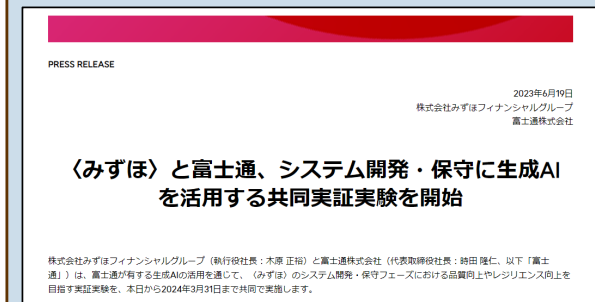 PRESS RELEASE
2023年6月19日
株式会社みずほフィナンシャルグループ
富士通株式会社
〈みずほ〉と富士通、システム開発・保守に生成AI
を活用する共同実証実験を開始
株式会社みずほフィナンシャルグループ（執行役社長：木原 正裕）と富士通株式会社（代表取締役社長：時田 隆仁、以下「富士
通」）は、富士通が有する生成AIの活用を通じて、〈みずほ〉のシステム開発・保守フェーズにおける品質向上やレジリエンス向上を
目指す実証実験を、本日から2024年3月31日まで共同で実施します。